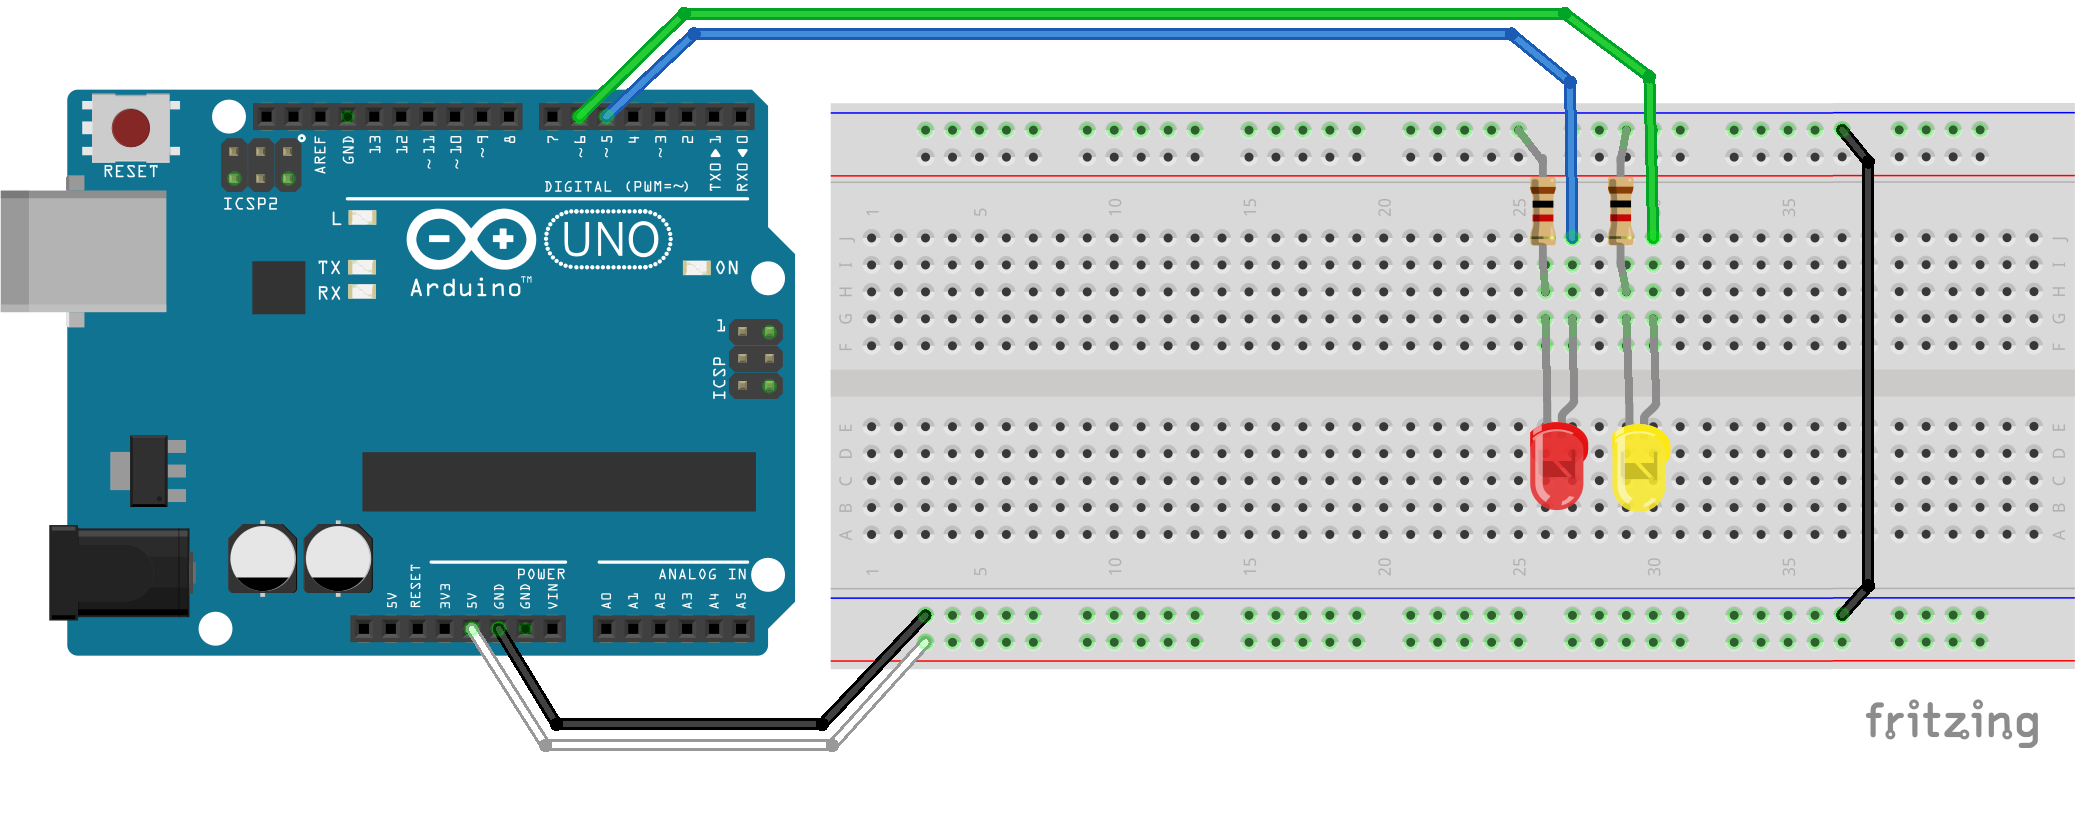 RESET
ICSP2
AREF
GND
13
12
~11
~10
~9
8
7
~6
~5
4
~3
2
TX0▶1
RX0◀0
DIGITAL (PWM=~)
L
TX
RX
UNO
Arduino™
ON
1
ICSP
POWER
ANALOG IN
5V
RESET
3V3
5V
GND
GND
VIN
A0
A1
A2
A3
A4
A5
1 5 10 15 20 25 35
J J
I I
H H
G G
F F
E E
D D
C C
B B
A A
1 5 10 15 20 25 30 35
fritzing